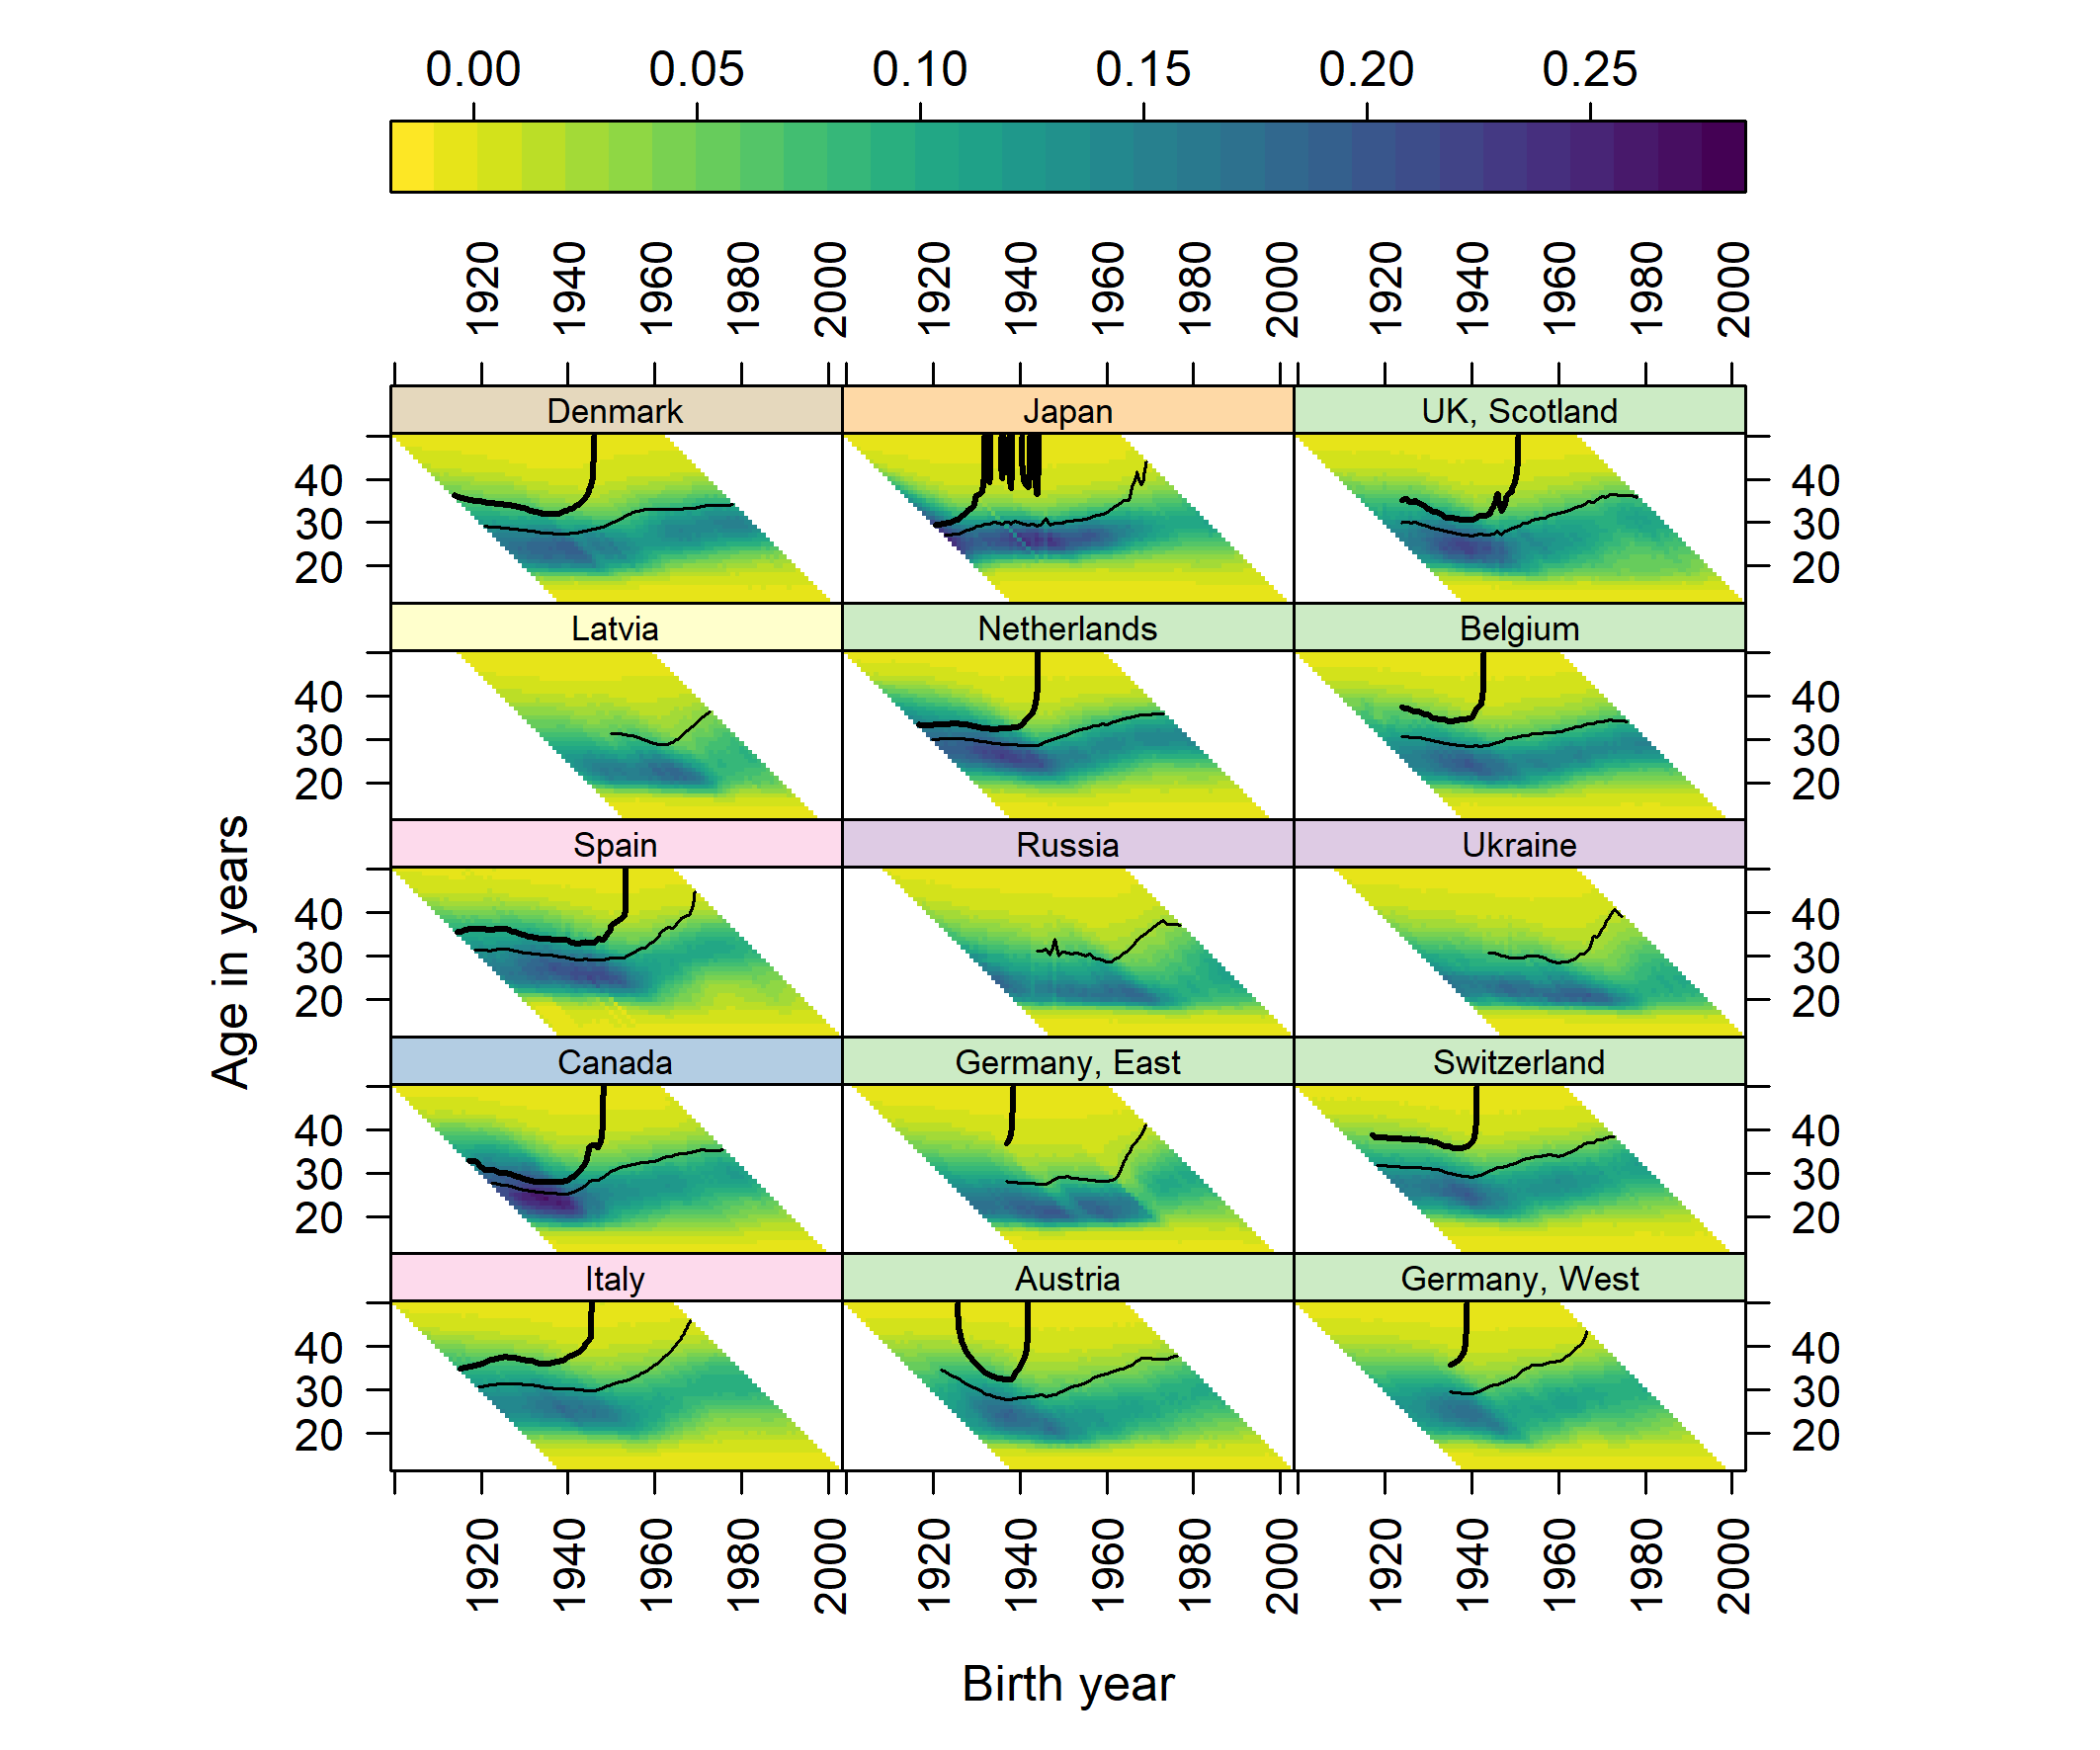 0.00 0.05 0.10 0.15 0.20 0.25
1920 1940 1960 1980 2000 1920 1940 1960 1980 2000 1920 1940 1960 1980 2000
Denmark Japan UK, Scotland
40 40
30 30
20 20
Latvia Netherlands Belgium
40 40
30 30
20 20
Spain Russia Ukraine
40 40
30 30
20 20
Canada Germany, East Switzerland
40 40
30 30
20 20
Italy Austria Germany, West
40 40
30 30
20 20
Age in years
1920 1940 1960 1980 2000 1920 1940 1960 1980 2000 1920 1940 1960 1980 2000
Birth year